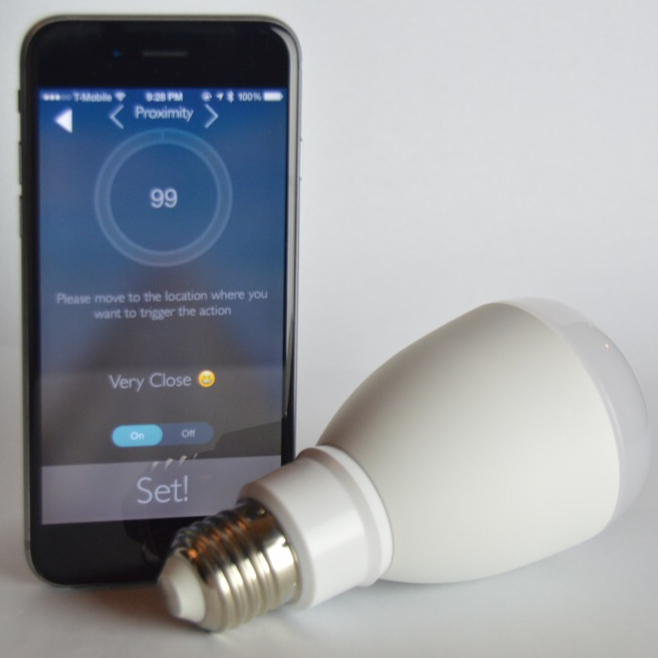 T-Mobile 9:28 PM 100%
Proximity
99
Please move to the location where you
want to trigger the action
Very Close
On Off
Set!